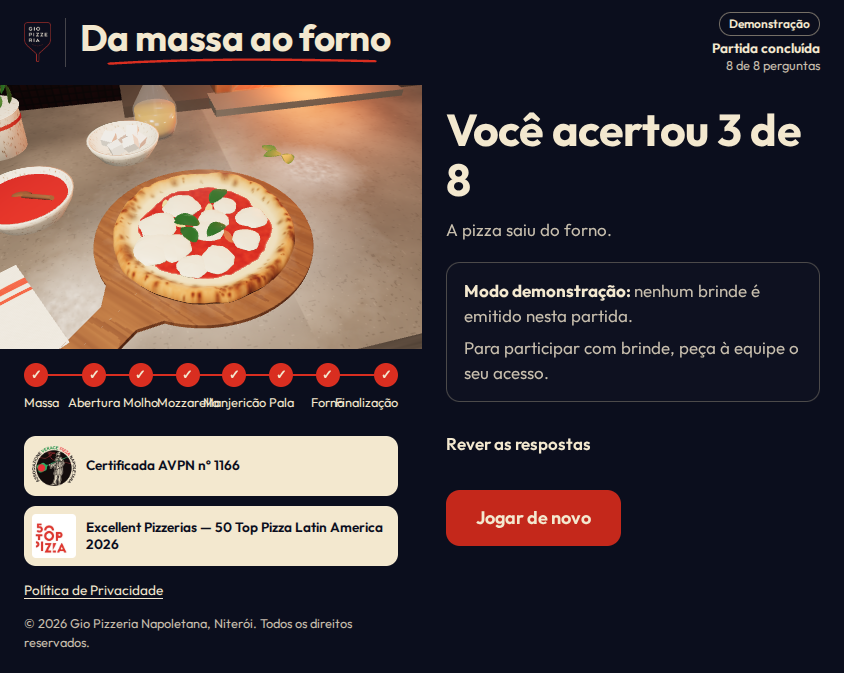 GIO
PIZZE
RIA
Da massa ao forno
Demonstração
Partida concluída
8 de 8 perguntas
Você acertou 3 de
8
A pizza saiu do forno.
Modo demonstração: nenhum brinde é
emitido nesta partida.
Para participar com brinde, peça à equipe o
seu acesso.
Rever as respostas
Jogar de novo
Massa Abertura Molho Mozzarella Manjericão Pala Forno Finalização
Certificada AVPN nº 1166
50
TOP
PIZZA
Excellent Pizzerias — 50 Top Pizza Latin America
2026
Política de Privacidade
© 2026 Gio Pizzeria Napoletana, Niterói. Todos os direitos
reservados.